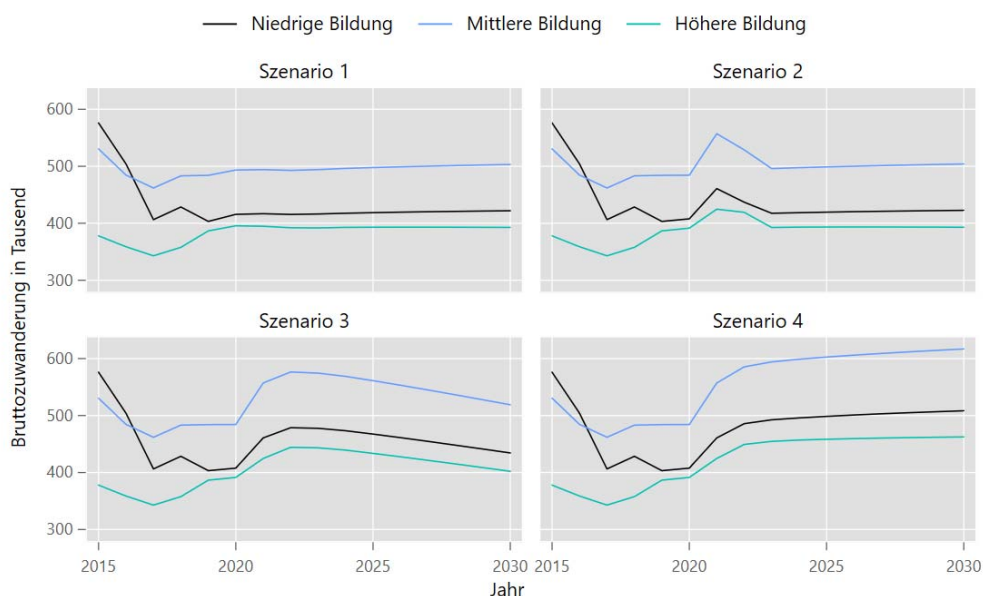 Niedrige Bildung Mittlere Bildung Höhere Bildung
Szenario 1 Szenario 2
600
500
400
300
Szenario 3 Szenario 4
600
500
400
300
2015 2020 2025 2030 2015 2020 2025 2030
Jahr
Bruttozuwanderung in Tausend